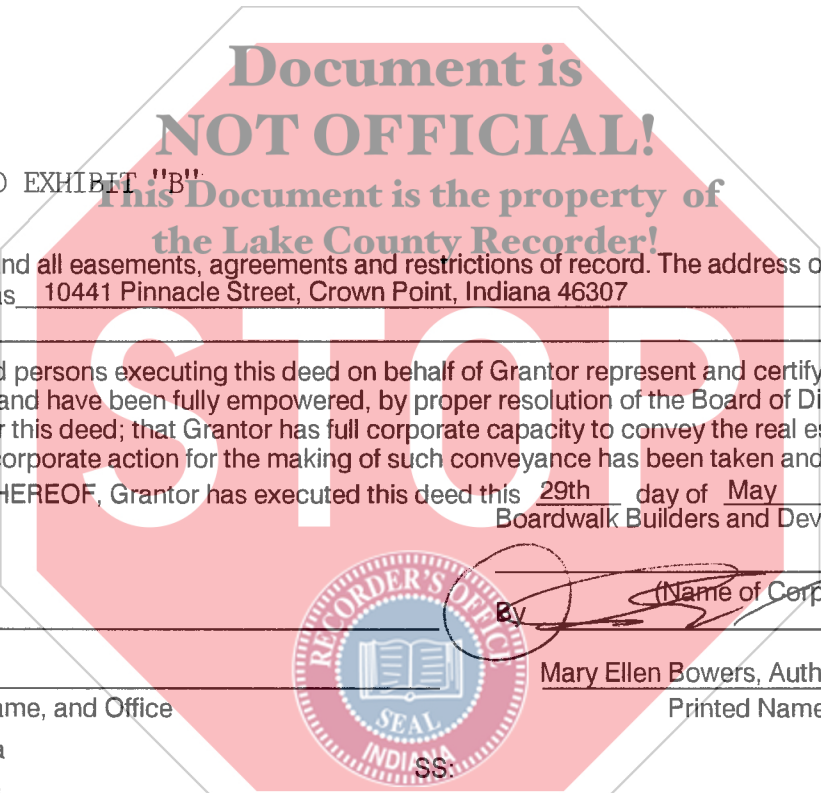 Document is
NOT OFFICIAL!
EXHIBIT "B"
This Document is the property of
the Lake County Recorder!
and all easements, agreements and restrictions of record. The address o
as 10441 Pinnacle Street, Crown Point, Indiana 46307
STOP
d persons executing this deed on behalf of Grantor represent and certify
and have been fully empowered, by proper resolution of the Board of Di
r this deed; that Grantor has full corporate capacity to convey the real es
corporate action for the making of such conveyance has been taken and
HEREOF, Grantor has executed this deed this 29th day of May
Boardwalk Builders and Dev
(Name of Corp
By
RECORDER'S OFFICE
SEAL
INDIANA
Mary Ellen Bowers, Auth
ame, and Office
Printed Name
a
SS: